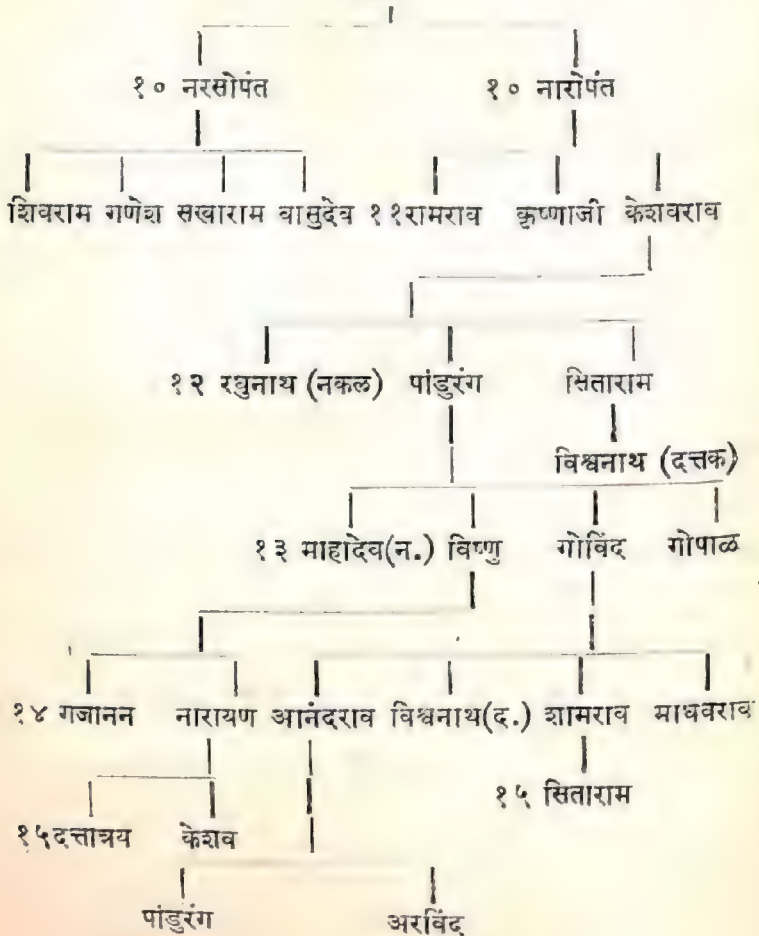 १० नरसोपंत १० नारोपंत
शिवराम गणेश सखाराम वासुदेव ११रामराव कृष्णाजी केशवराव
१२ रघुनाथ (नकल) पांडुरंग सिताराम
विश्वनाथ (दत्तक)
१३ माहादेव(न.) विष्णु गोविंद गोपाळ
१४ गजानन नारायण आनंदराव विश्वनाथ(द.) शामराव माधवराव
१५ सिताराम
१५दत्तात्रय केशव
पांडुरंग अरविंद